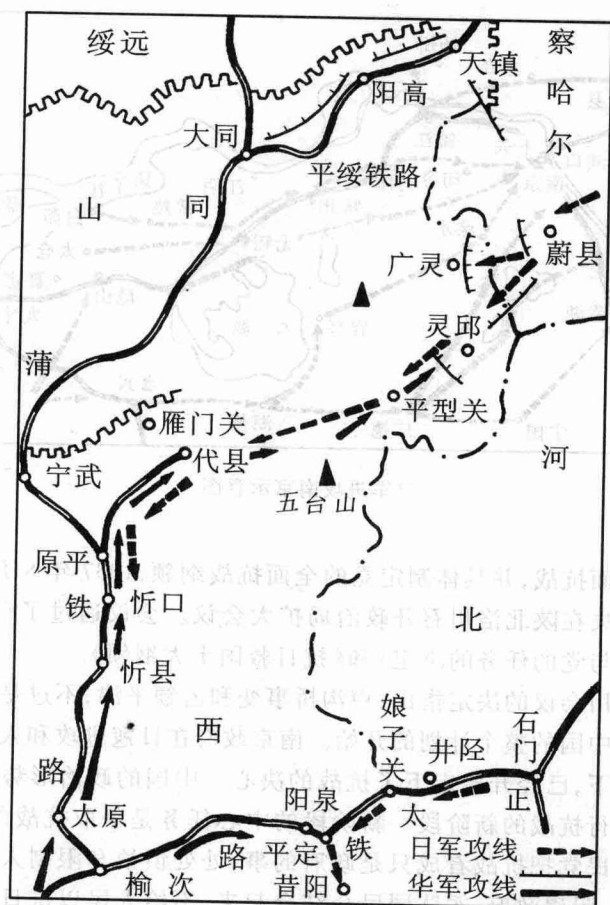 绥远
察哈尔
天镇
阳高
大同
平绥铁路
山
同
蔚县
广灵
灵邱
蒲
雁门关
平型关
代县
宁武
五台山
河
原平
铁
忻口
北
忻县
西
娘子关
井陉
石门
路
太原
阳泉
太
正
榆次
路
平定
铁
昔阳
日军攻线
华军攻线